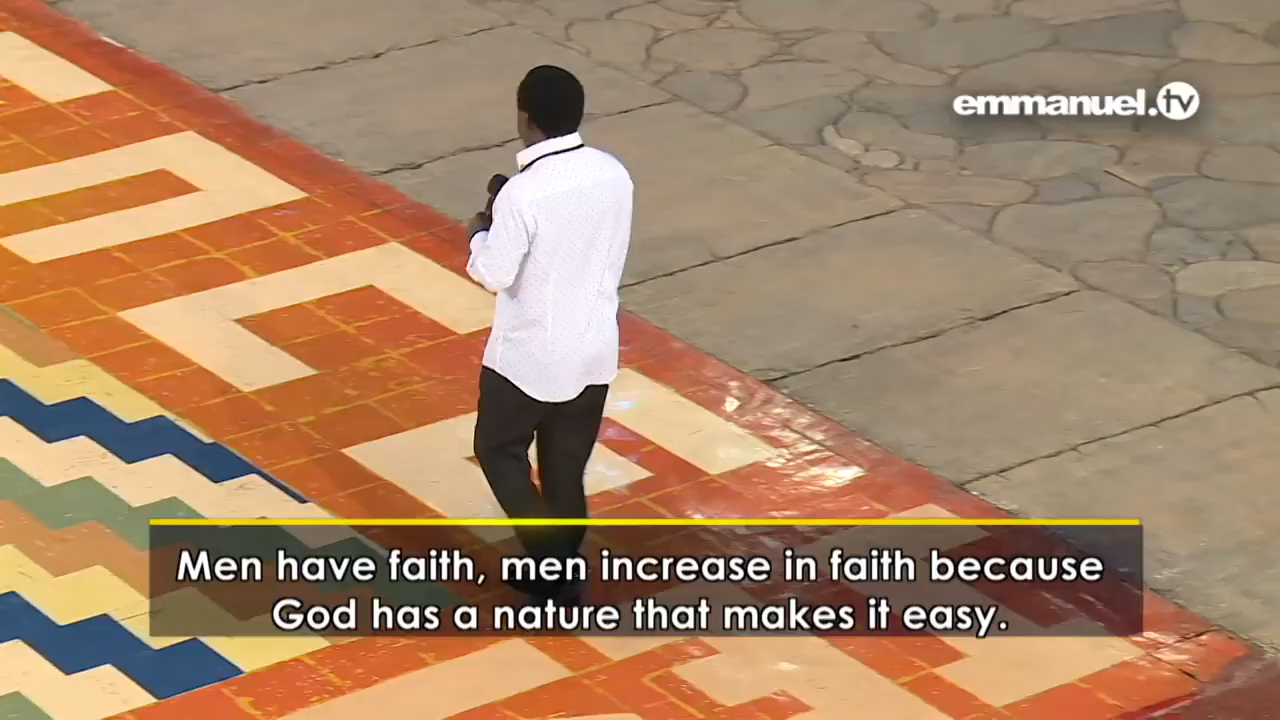 emmanuel.tv
Men have faith, men increase in faith because
God has a nature that makes it easy.